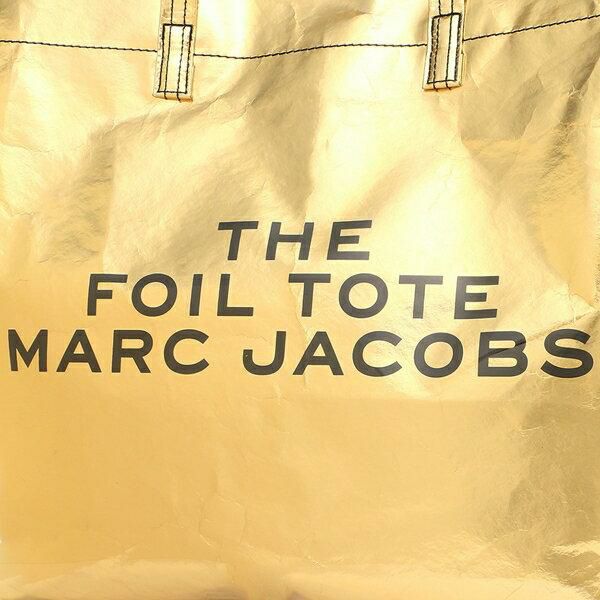 THE
FOIL TOTE
MARC JACOBS